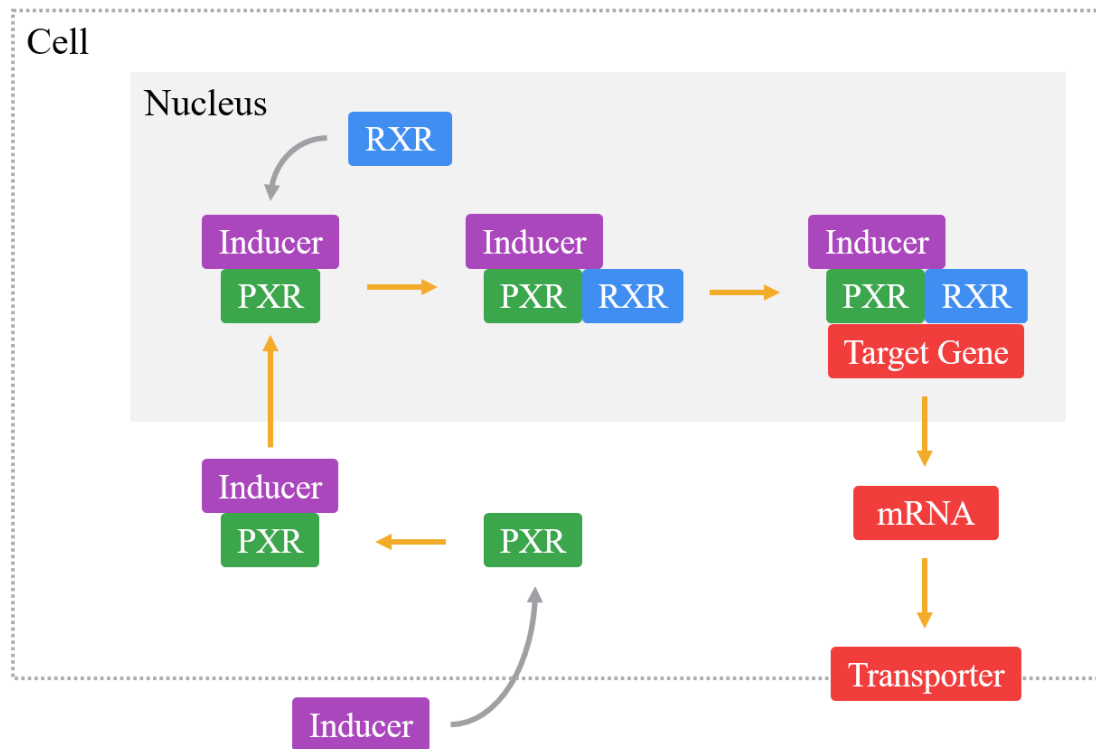 Cell
Nucleus
RXR
Inducer
PXR
Inducer
PXR RXR
Inducer
PXR RXR
Target Gene
Inducer
PXR
PXR
mRNA
Transporter
Inducer